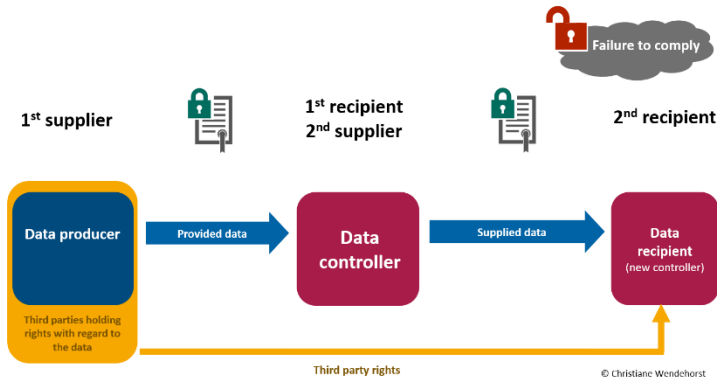 Failure to comply
1st supplier
1st recipient
2nd supplier
2nd recipient
Data producer
Provided data
Data
controller
Supplied data
Data
recipient
(new controller)
Third parties holding
rights with regard to
the data
Third party rights
© Christiane Wendehorst